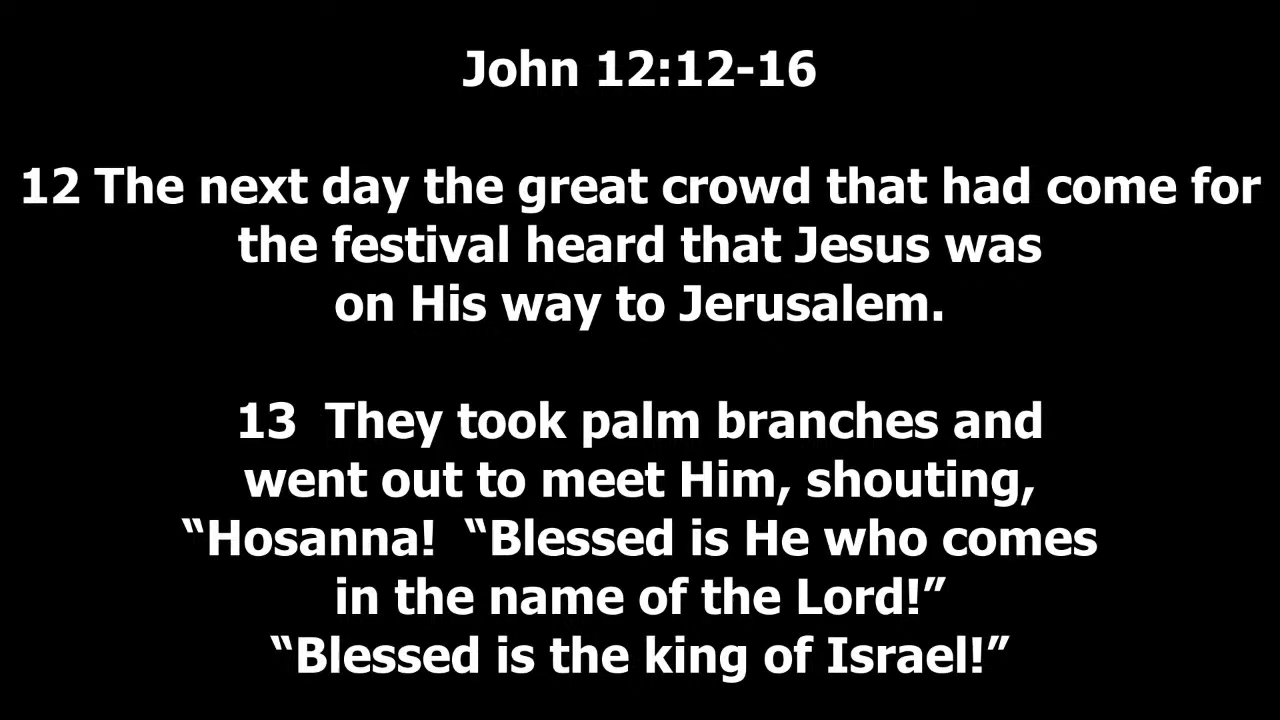 John 12:12-16
12 The next day the great crowd that had come for
the festival heard that Jesus was
on His way to Jerusalem.
13  They took palm branches and
went out to meet Him, shouting,
“Hosanna!  “Blessed is He who comes
in the name of the Lord!”
“Blessed is the king of Israel!”